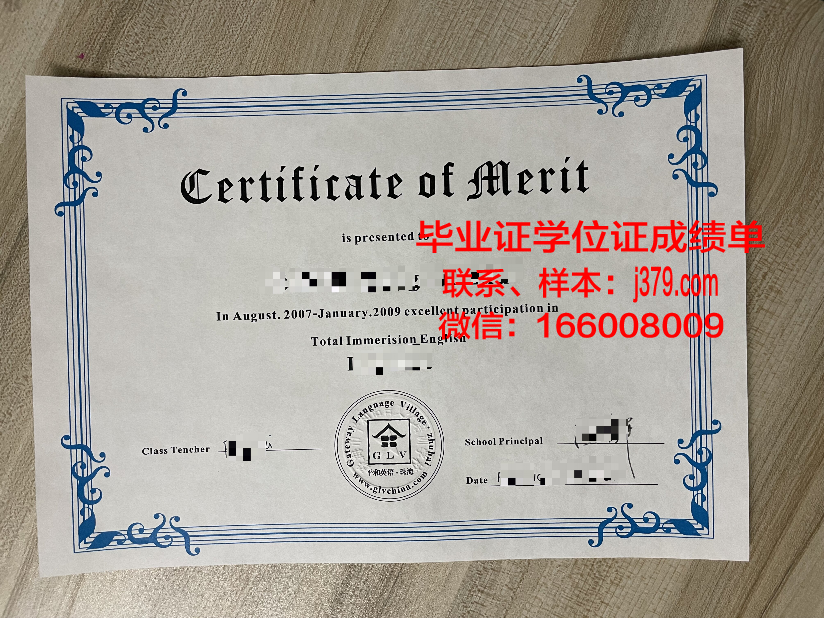 Certificate of Merit
is presented to
毕业证学位证成绩单
联系、样本：j379.com
微信：166008009
In August, 2007-January.2009 excellent participation in
Total Immerision English
Gateway Language Village, zhuhai
GLV
www.glvchina.com
Class Tencher
School Principal
Date